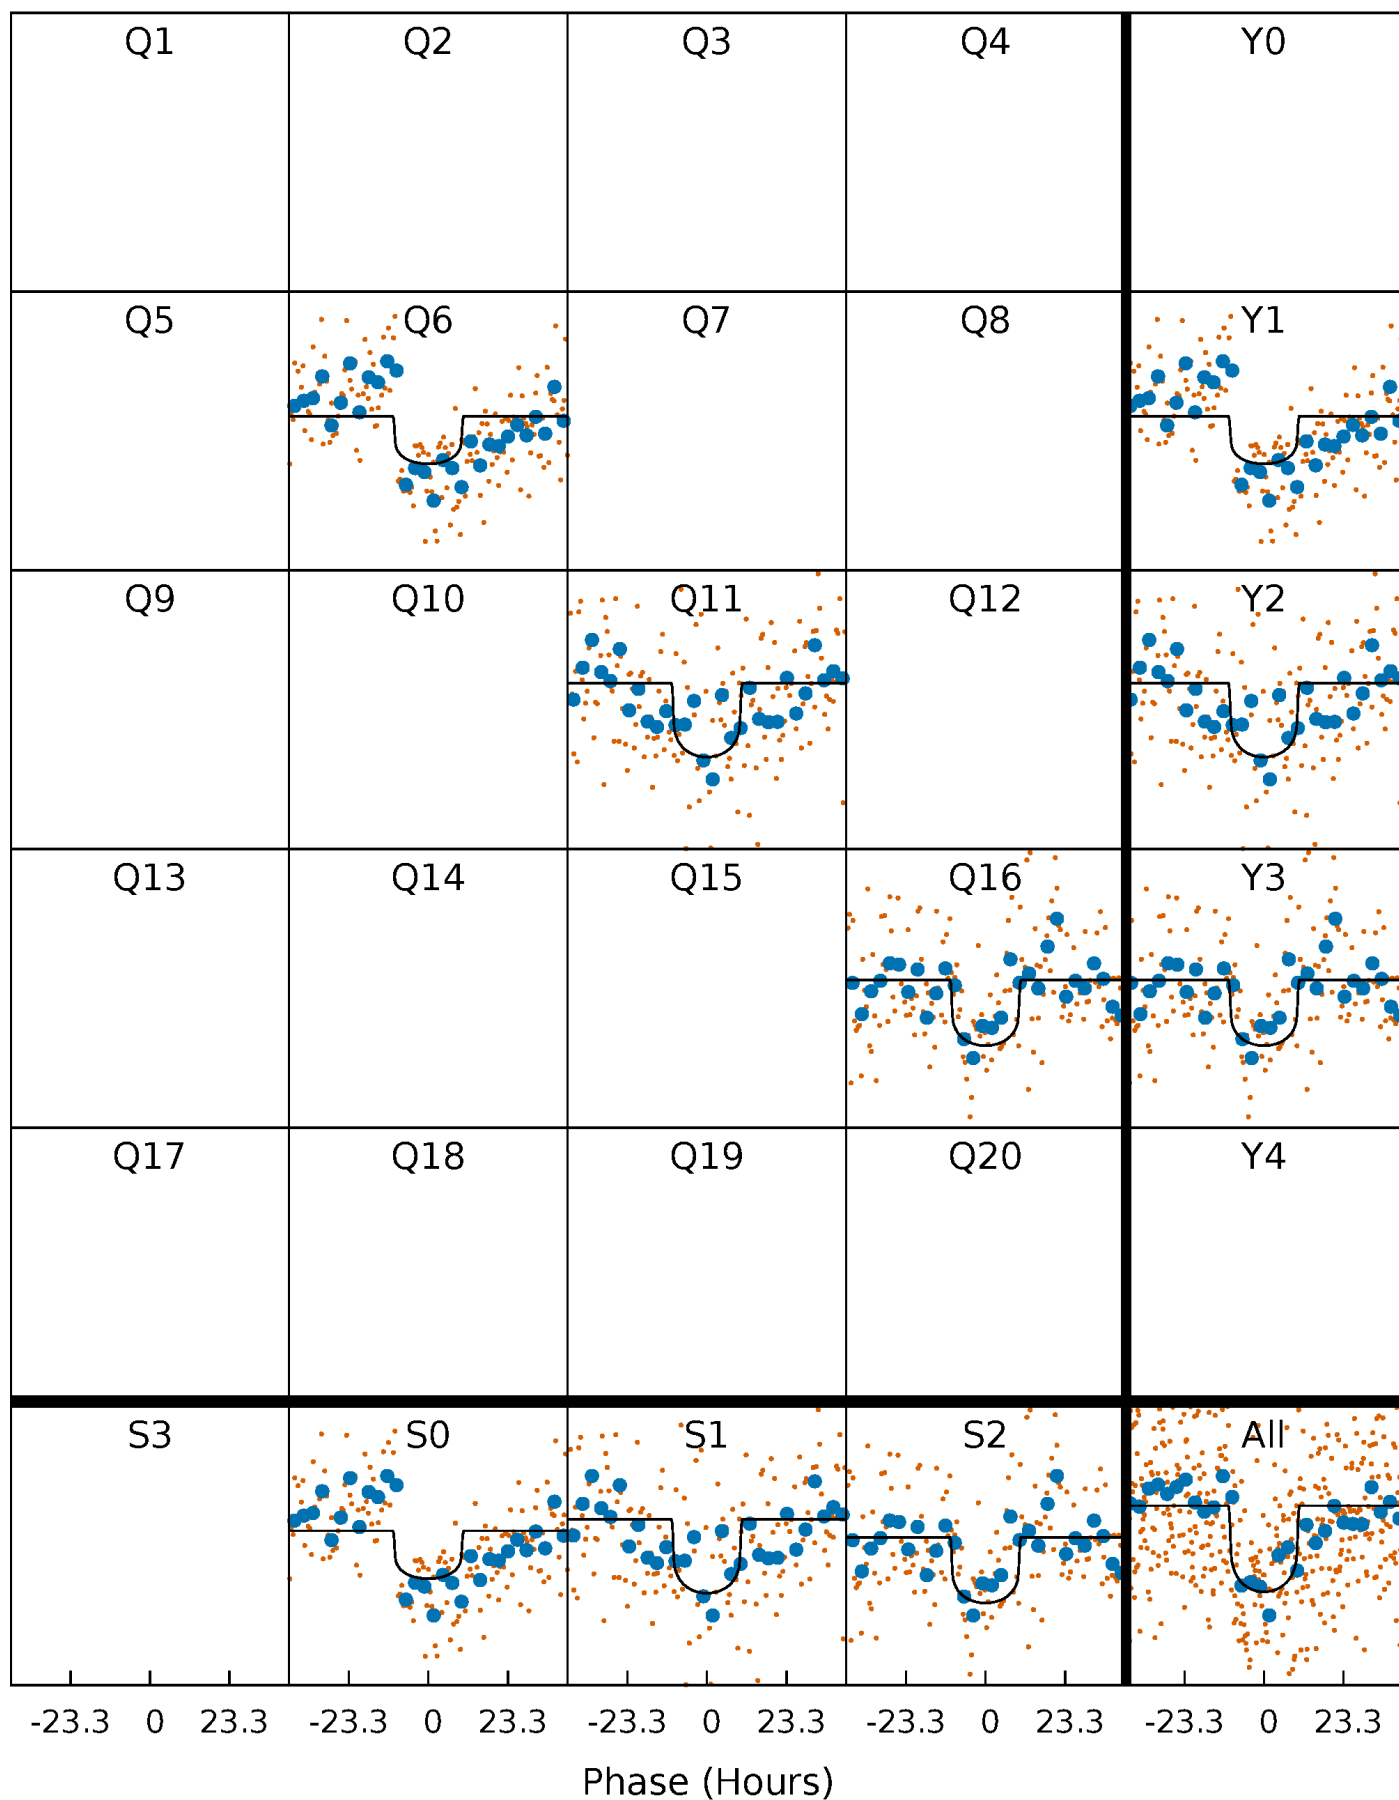 Q1 Q2 Q3 Q4 Y0
Q5 Q6 Q7 Q8 Y1
Q9 Q10 Q11 Q12 Y2
Q13 Q14 Q15 Q16 Y3
Q17 Q18 Q19 Q20 Y4
S3 S0 S1 S2 All
-23.3 0 23.3 -23.3 0 23.3 -23.3 0 23.3 -23.3 0 23.3 -23.3 0 23.3
Phase (Hours)